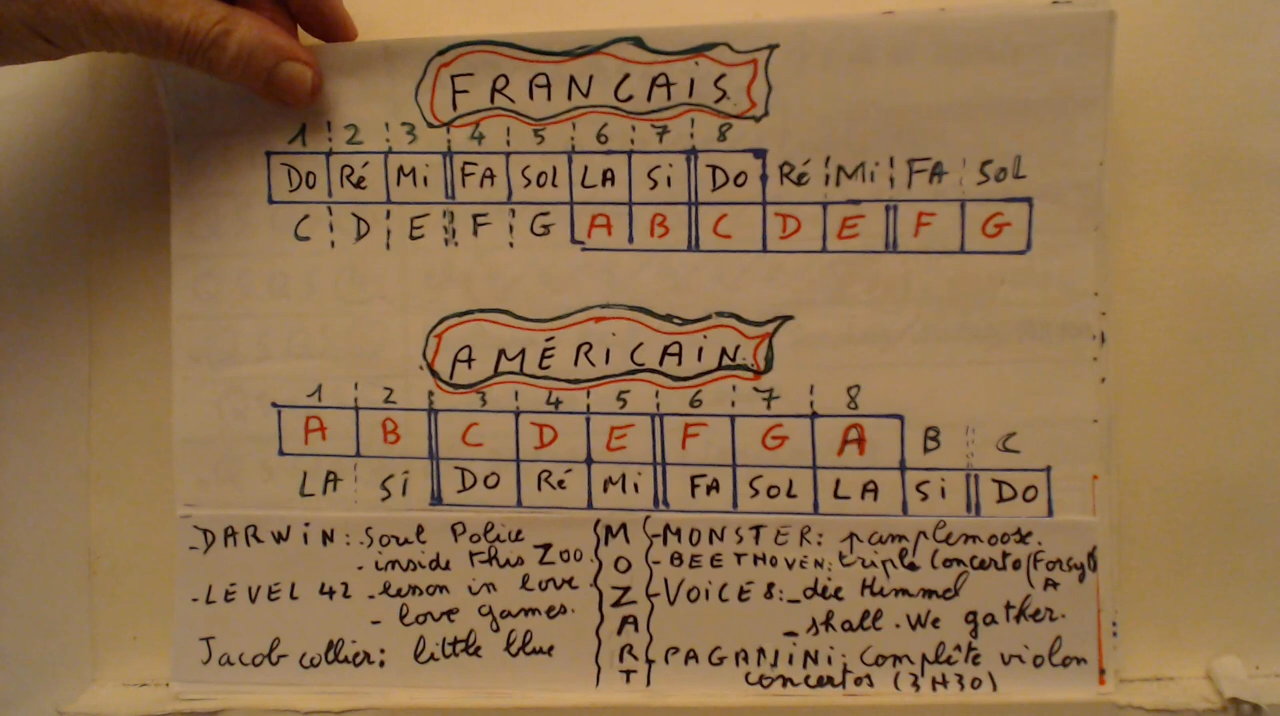 FRANCAiS
1 2 3 4 5 6 7 8
DO Ré Mi FA SOL LA Si DO Ré Mi FA SOL
C D E F G A B C D E F G
AMÉRiCAiN
1 2 3 4 5 6 7 8
A B C D E F G A B C
LA Si DO Ré Mi FA SOL LA Si DO
-DARWiN:-Soul Police
- inside this Zoo.
-LEVEL 42 -lesson in love.
- love games.
Jacob collier: little blue
MOZART
-MONSTER: pamplemoose.
-BEETHOVEN: triple Concerto
-VOiCE8:-die Himmel
- shall. We gather.
-PAGANiNi: Complête violon
concertos (3H30)